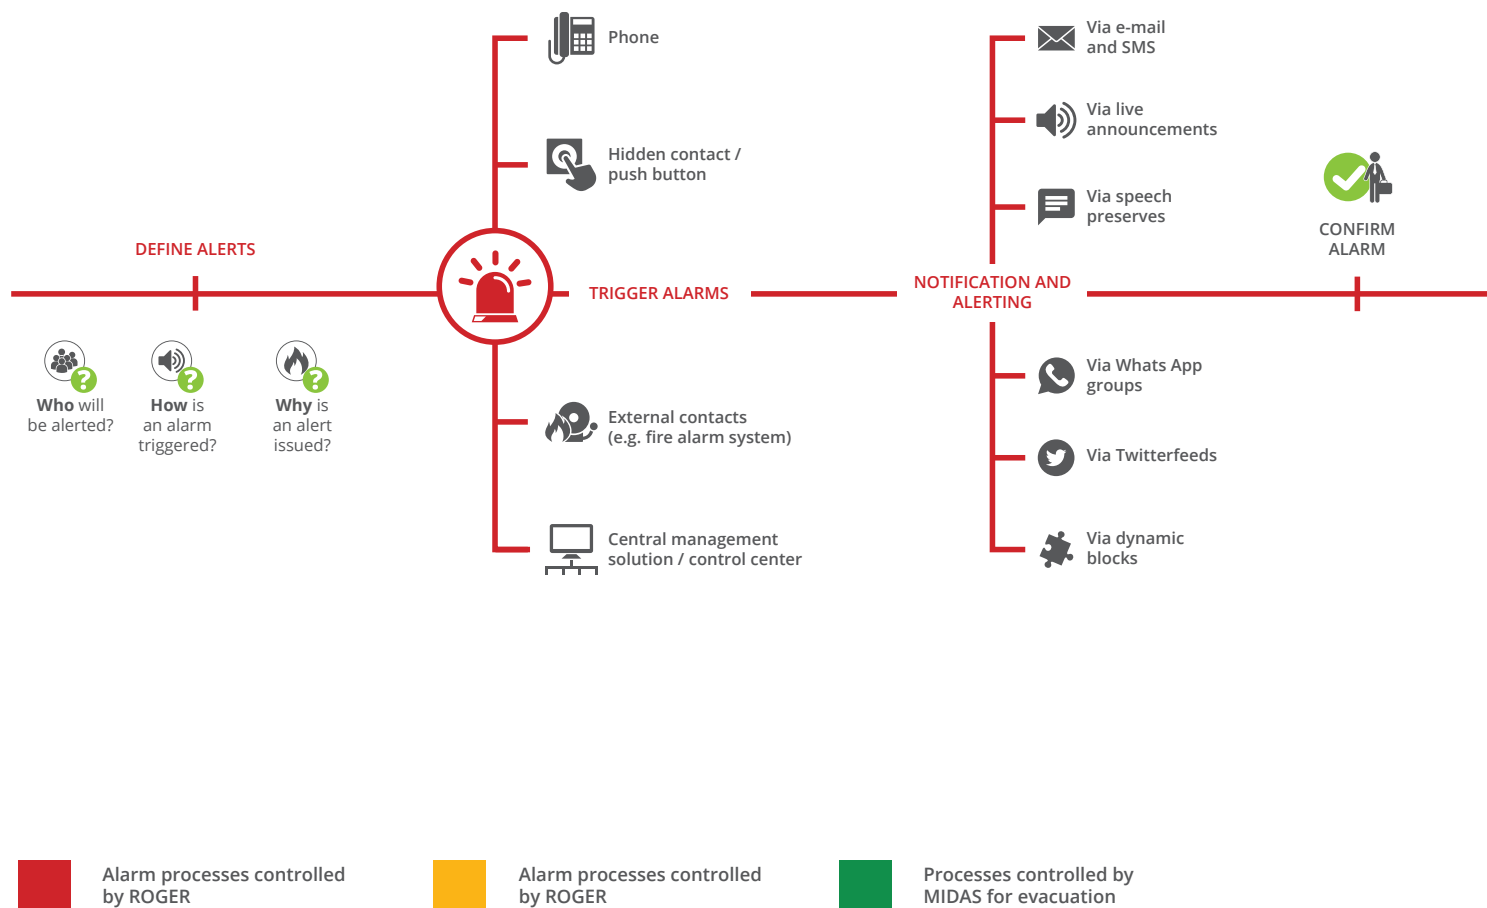 DEFINE ALERTS
Who will
be alerted?
How is
an alarm
triggered?
Why is
an alert
issued?
TRIGGER ALARMS
Phone
Hidden contact /
push button
External contacts
(e.g. fire alarm system)
Central management
solution / control center
NOTIFICATION AND
ALERTING
Via e-mail
and SMS
Via live
announcements
Via speech
preserves
Via Whats App
groups
Via Twitterfeeds
Via dynamic
blocks
CONFIRM
ALARM
Alarm processes controlled
by ROGER
Alarm processes controlled
by ROGER
Processes controlled by
MIDAS for evacuation